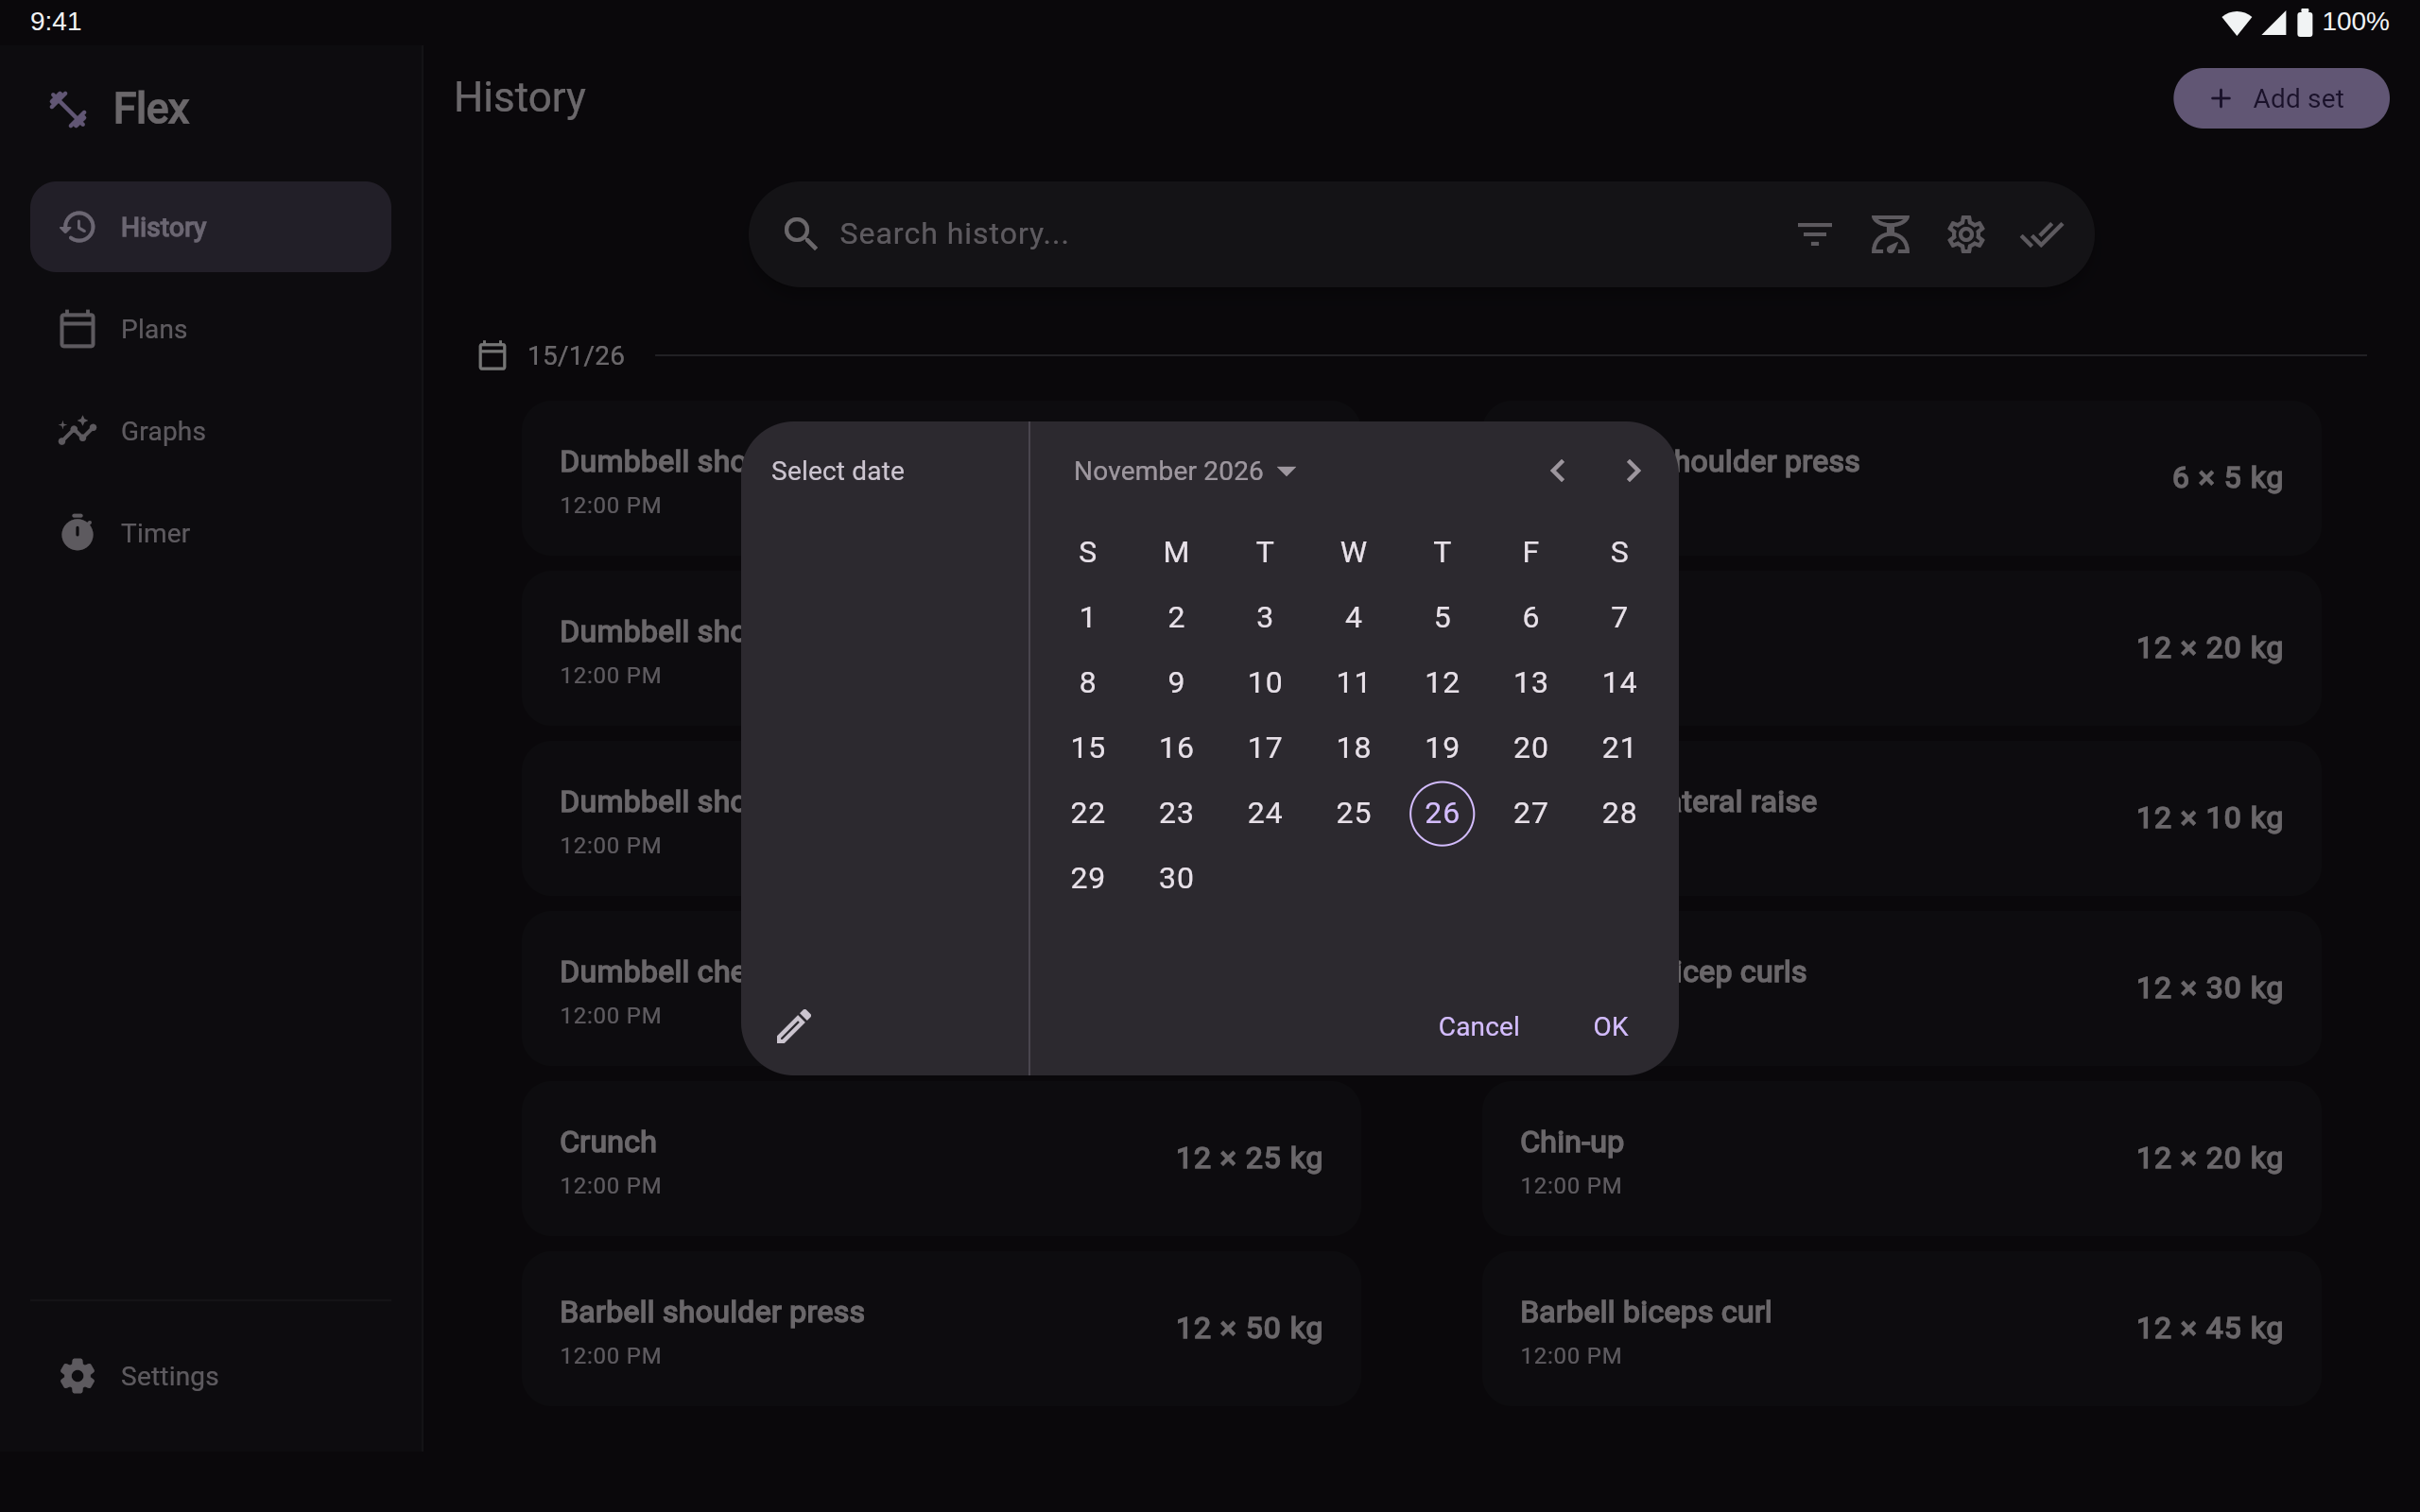 9:41
100%
Flex
History
Plans
Graphs
Timer
Settings
History
Add set
Search history...
15/1/26
Dumbbell sho
12:00 PM
houlder press
6 × 5 kg
Dumbbell sho
12:00 PM
12 × 20 kg
Dumbbell sho
12:00 PM
teral raise
12 × 10 kg
Dumbbell che
12:00 PM
icep curls
12 × 30 kg
Crunch
12:00 PM
12 × 25 kg
Chin-up
12:00 PM
12 × 20 kg
Barbell shoulder press
12:00 PM
12 × 50 kg
Barbell biceps curl
12:00 PM
12 × 45 kg
Select date
November 2026
S M T W T F S
1 2 3 4 5 6 7
8 9 10 11 12 13 14
15 16 17 18 19 20 21
22 23 24 25 26 27 28
29 30
Cancel
OK